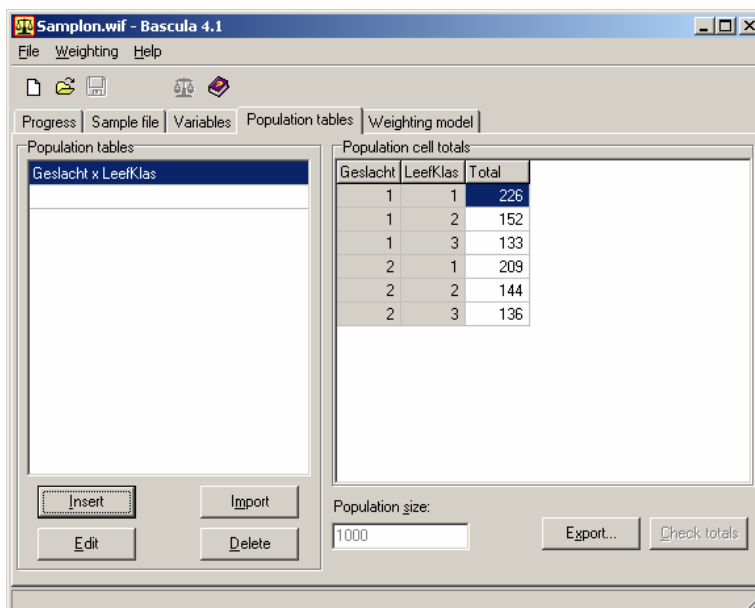 Samplon.wif - Bascula 4.1
File Weighting Help
Progress Sample file Variables Population tables Weighting model
Population tables
Geslacht x LeefKlas
Insert Import
Edit Delete
Population cell totals
Geslacht LeefKlas Total
1 1 226
1 2 152
1 3 133
2 1 209
2 2 144
2 3 136
Population size:
1000
Export... Check totals